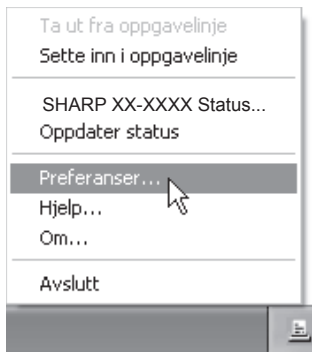 Ta ut fra oppgavelinje
Sette inn i oppgavelinje
SHARP XX-XXXX Status...
Oppdater status
Preferanser...
Hjelp...
Om...
Avslutt